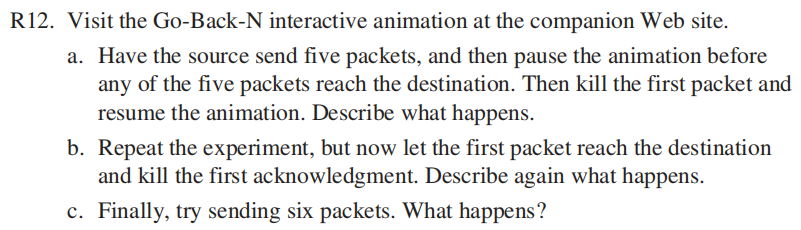 R12. Visit the Go-Back-N interactive animation at the companion Web site.
a. Have the source send five packets, and then pause the animation before
any of the five packets reach the destination. Then kill the first packet and
resume the animation. Describe what happens.
b. Repeat the experiment, but now let the first packet reach the destination
and kill the first acknowledgment. Describe again what happens.
c. Finally, try sending six packets. What happens?